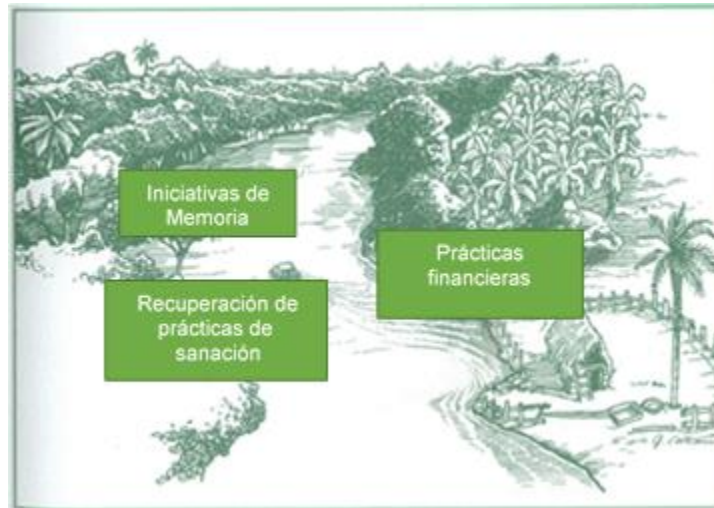 Iniciativas de
Memoria
Prácticas
financieras
Recuperación de
prácticas de
sanación